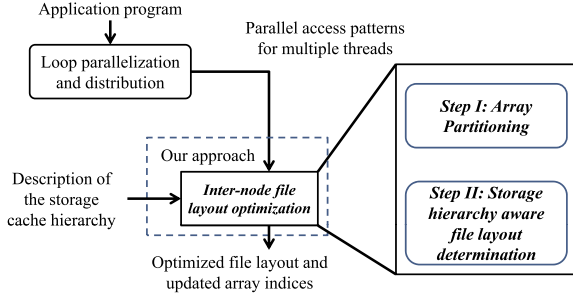 Application program
Loop parallelization
and distribution
Parallel access patterns
for multiple threads
Our approach
Description of
the storage
cache hierarchy
Inter-node file
layout optimization
Optimized file layout and
updated array indices
Step I: Array
Partitioning
Step II: Storage
hierarchy aware
file layout
determination